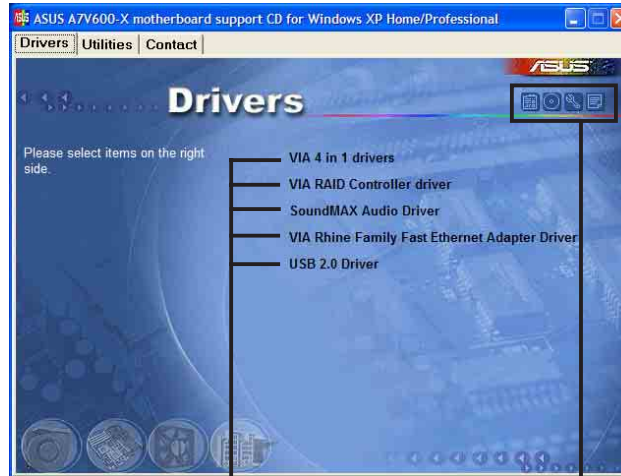 ASUS A7V600-X motherboard support CD for Windows XP Home/Professional
Drivers Utilities Contact
ASUS
Drivers
Please select items on the right
side.
VIA 4 in 1 drivers
VIA RAID Controller driver
SoundMAX Audio Driver
VIA Rhine Family Fast Ethernet Adapter Driver
USB 2.0 Driver